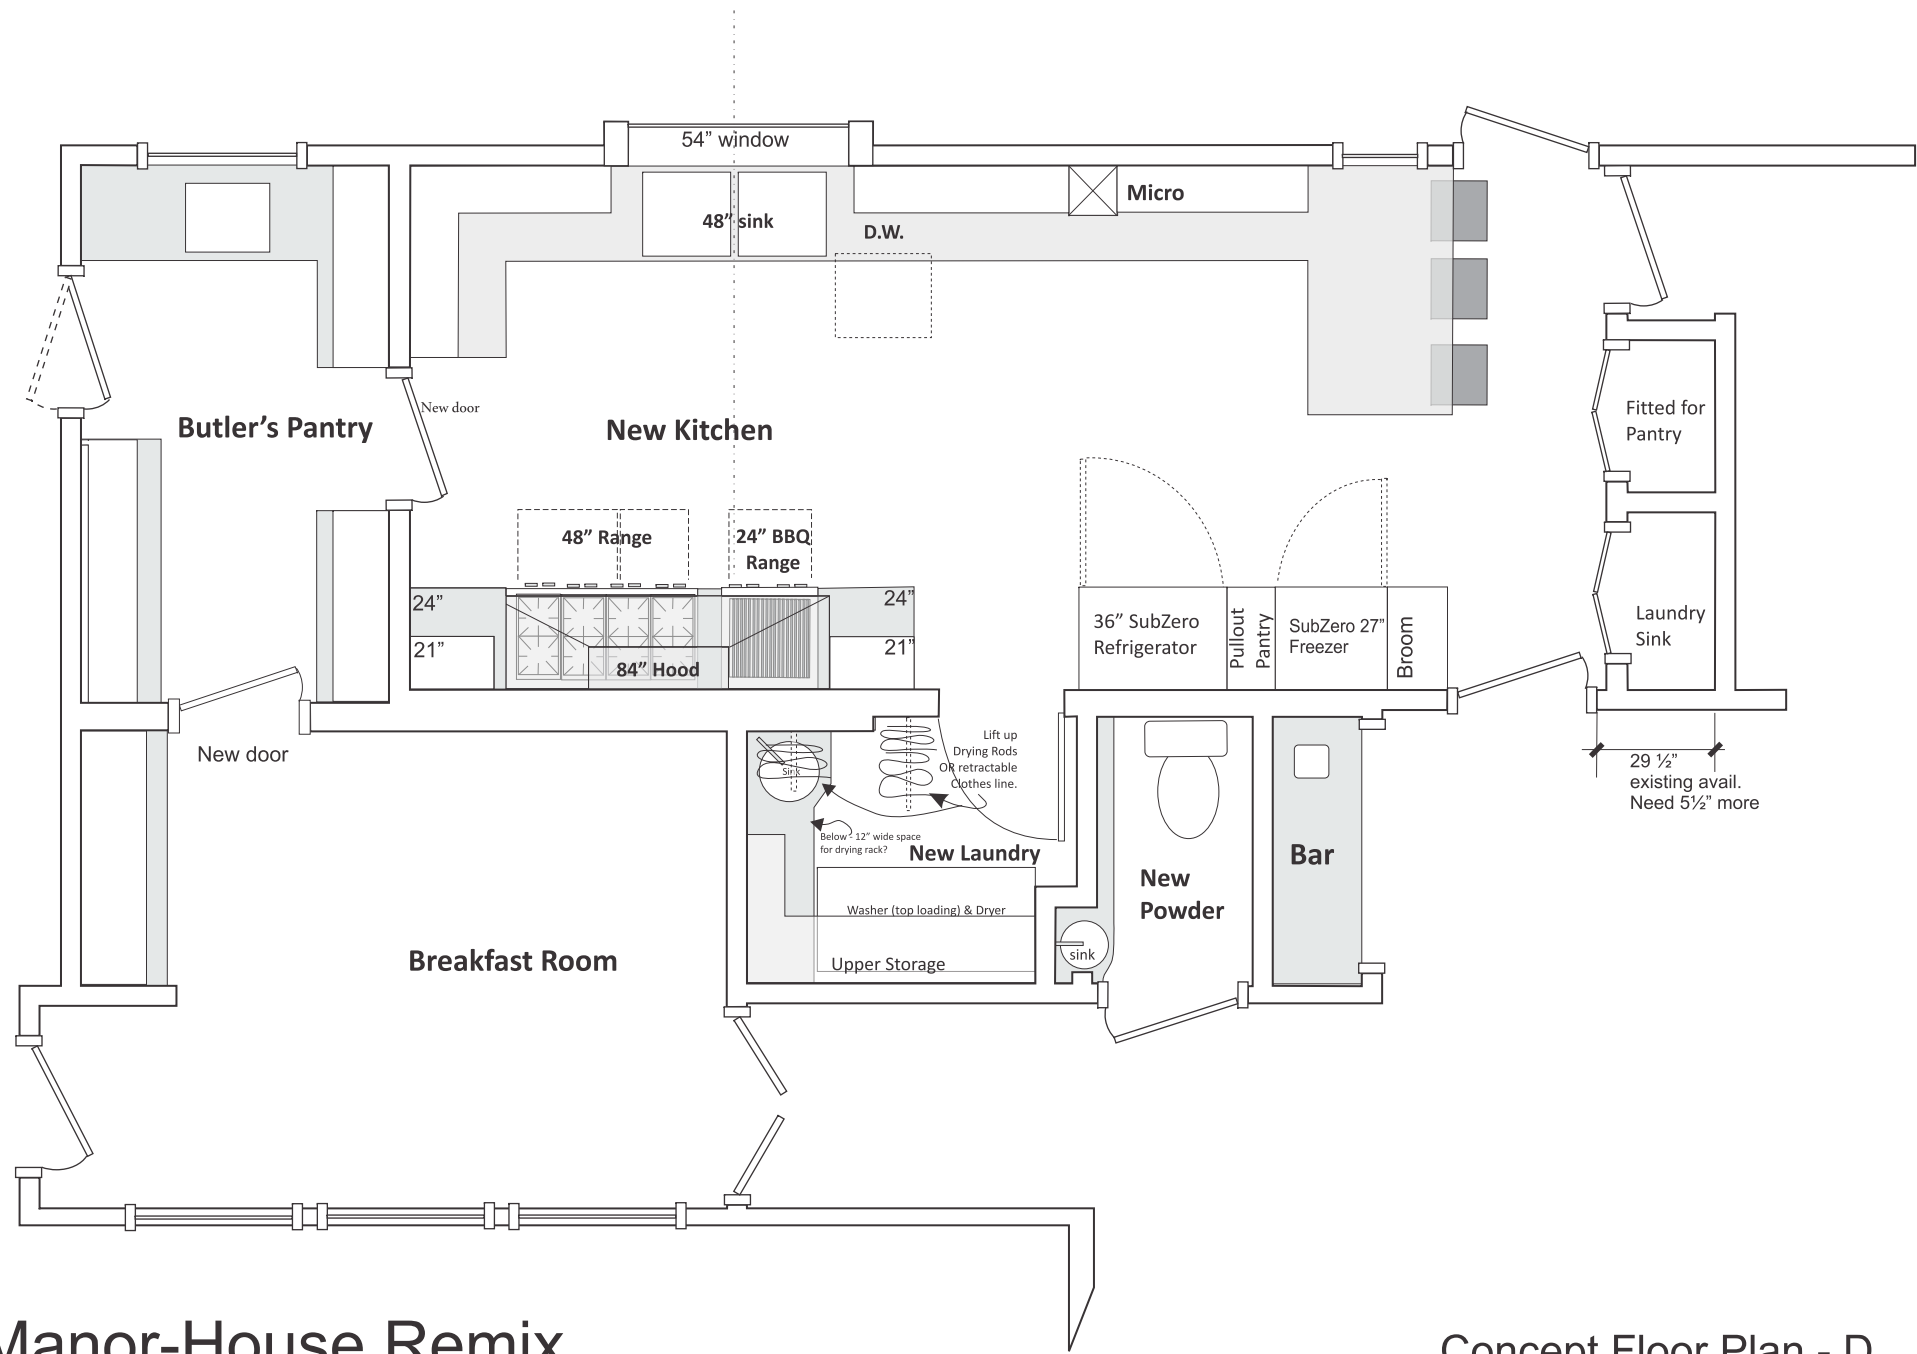 54” window
48” sink
D.W.
Micro
Butler’s Pantry
New door
New Kitchen
Fitted for
Pantry
48” Range
24” BBQ
Range
24”
21”
84” Hood
24”
21”
36” SubZero
Refrigerator
Pullout
Pantry
SubZero 27”
Freezer
Broom
Laundry
Sink
New door
Sink
Lift up
Drying Rods
OR retractable
Clothes line.
Below - 12” wide space
for drying rack?
New Laundry
Washer (top loading) & Dryer
Upper Storage
New
Powder
sink
Bar
29 ½”
existing avail.
Need 5½” more
Breakfast Room
Manor-House Remix
Concept Floor Plan - D